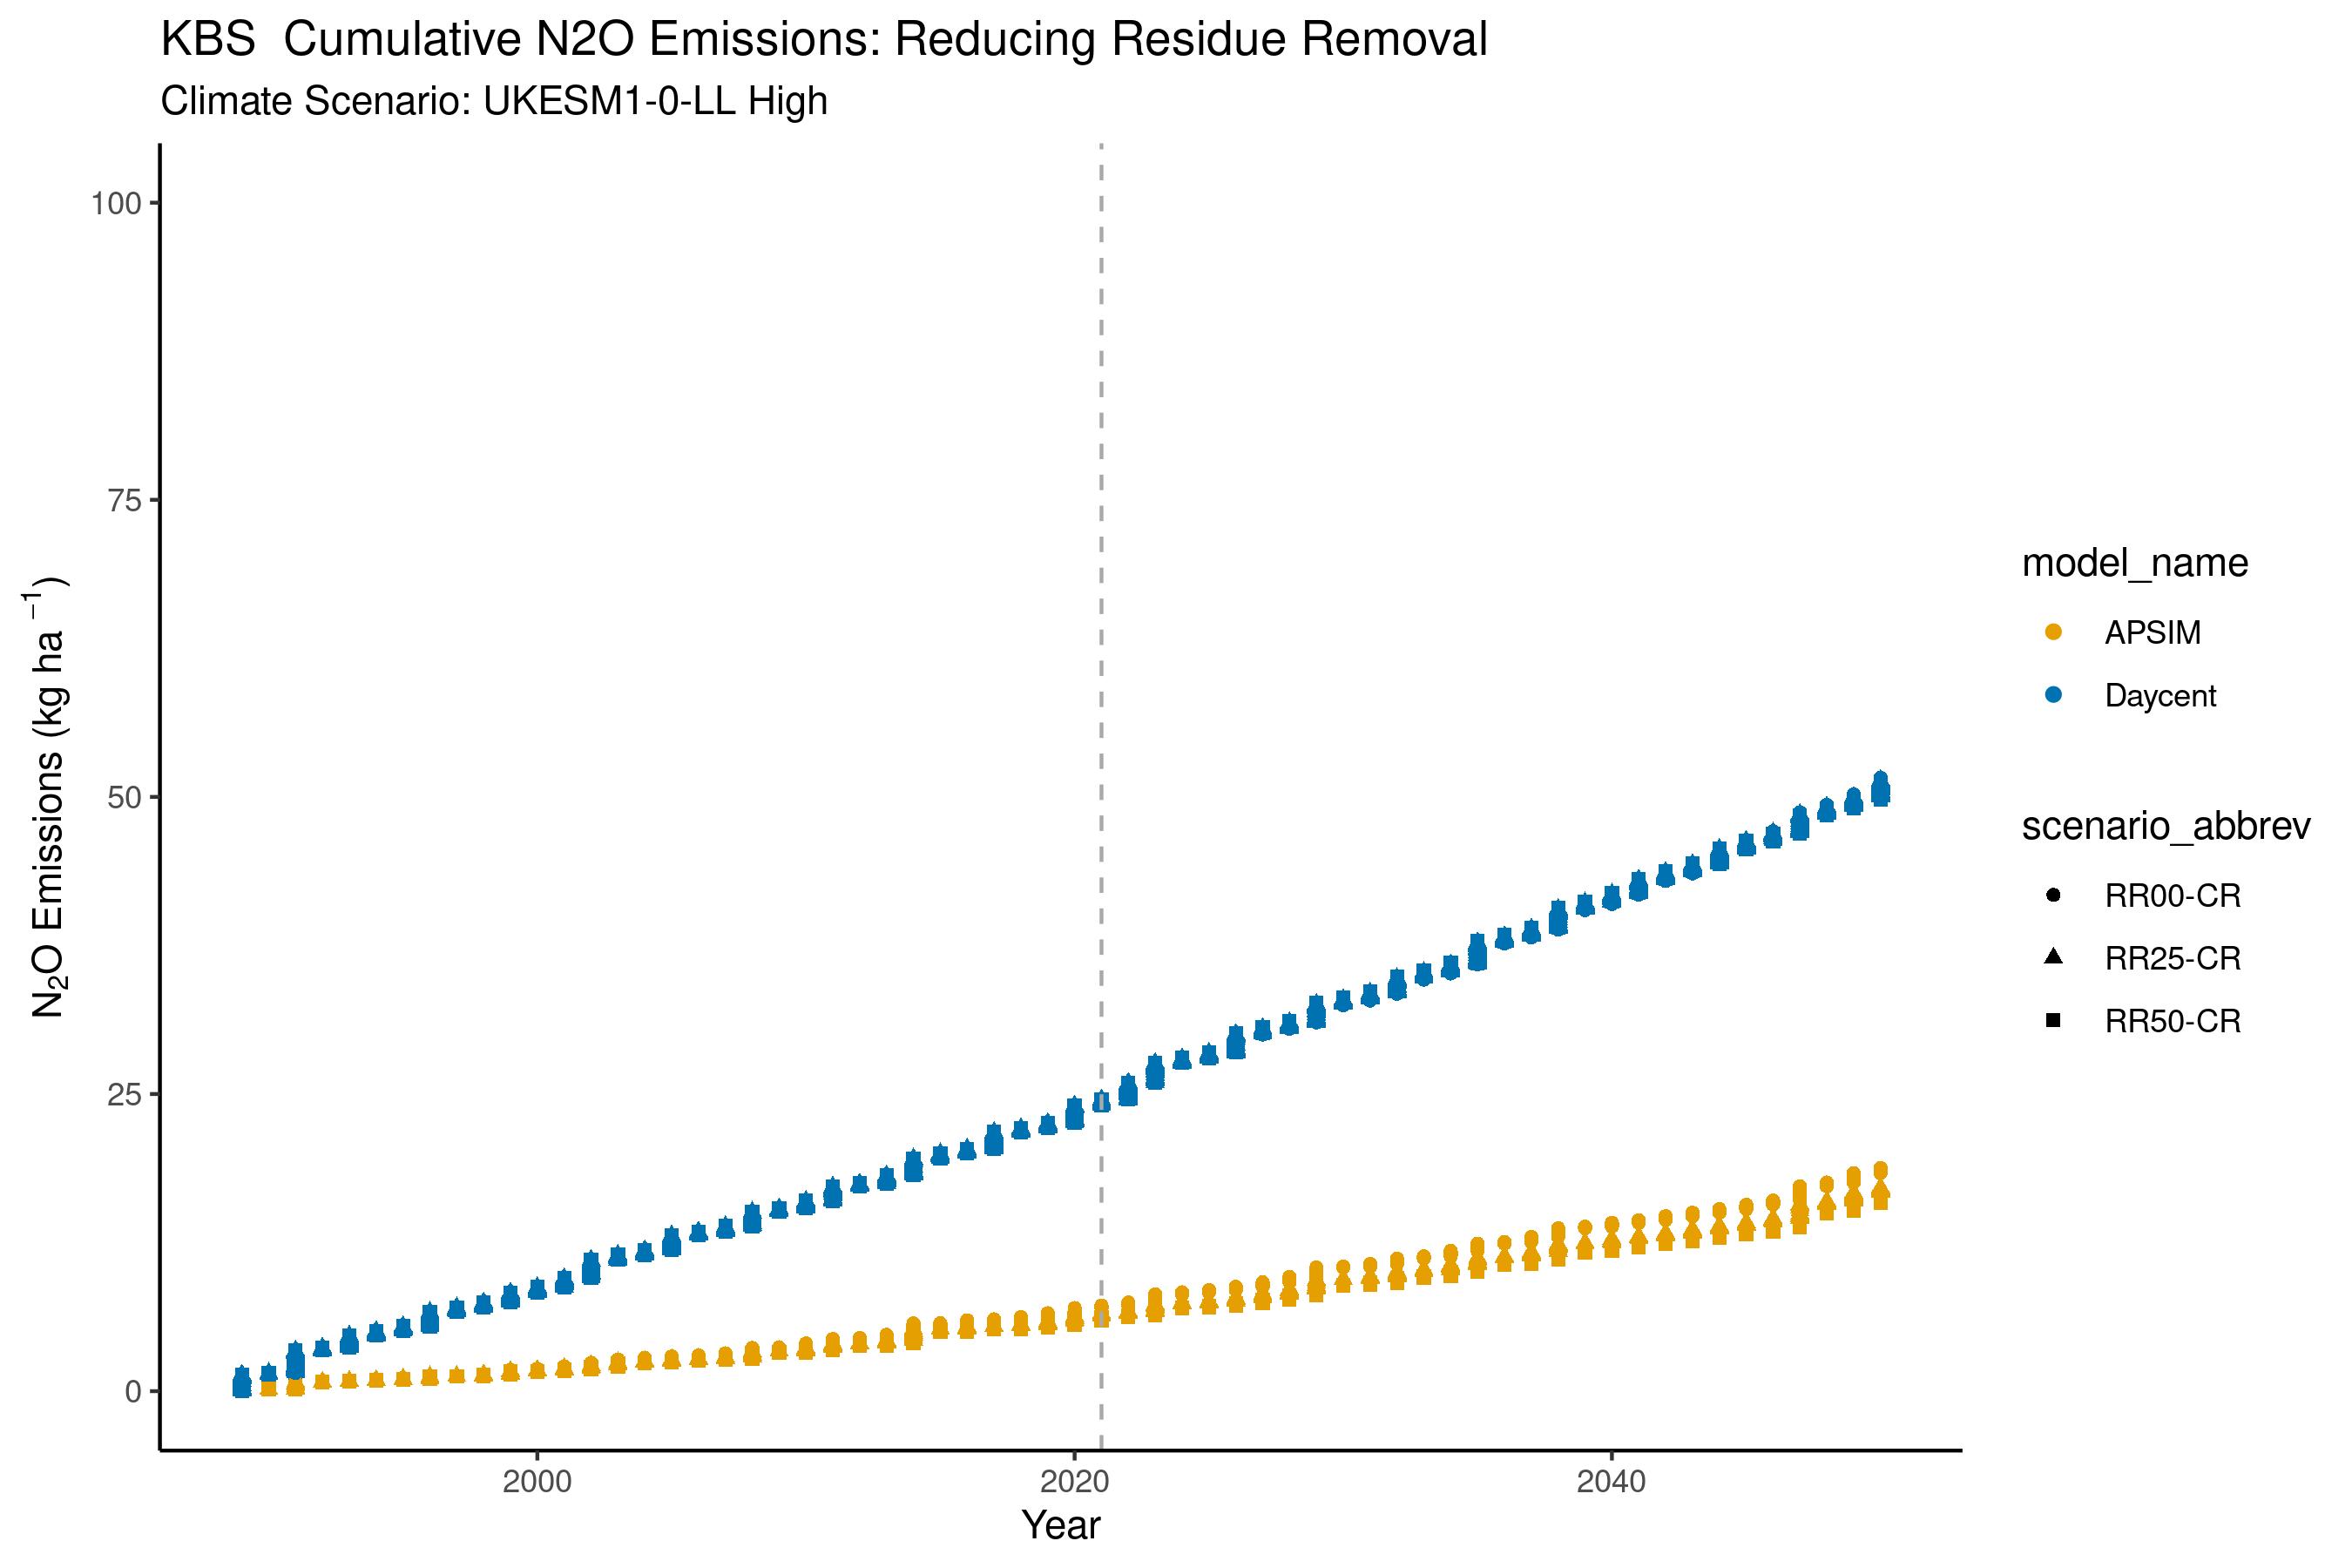 KBS  Cumulative N2O Emissions: Reducing Residue Removal
Climate Scenario: UKESM1-0-LL High
N₂O Emissions (kg ha⁻¹)
100
75
50
25
0
2000
2020
2040
Year
model_name
APSIM
Daycent
scenario_abbrev
RR00-CR
RR25-CR
RR50-CR